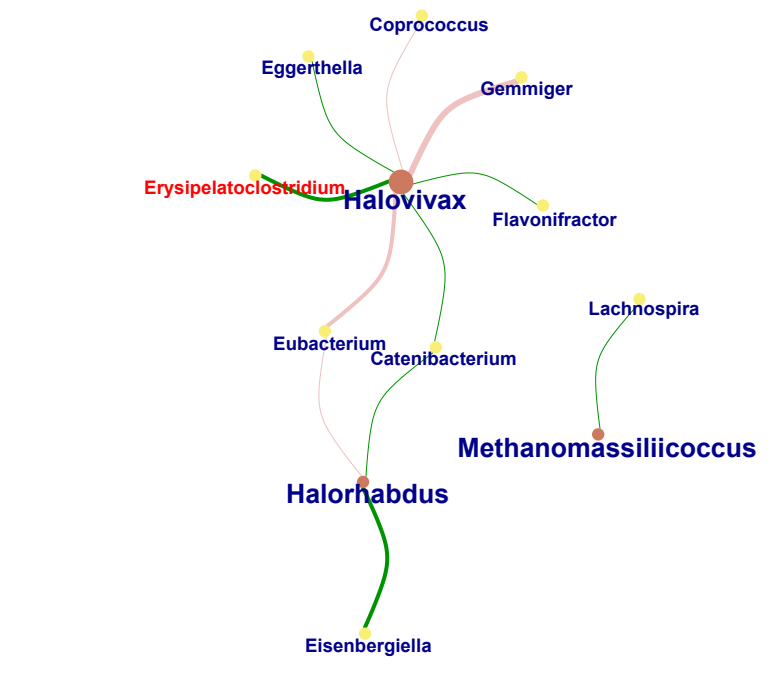 Coprococcus
Eggerthella
Gemmiger
Erysipelatoclostridium
Halovivax
Flavonifractor
Lachnospira
Eubacterium
Catenibacterium
Methanomassiliicoccus
Halorhabdus
Eisenbergiella